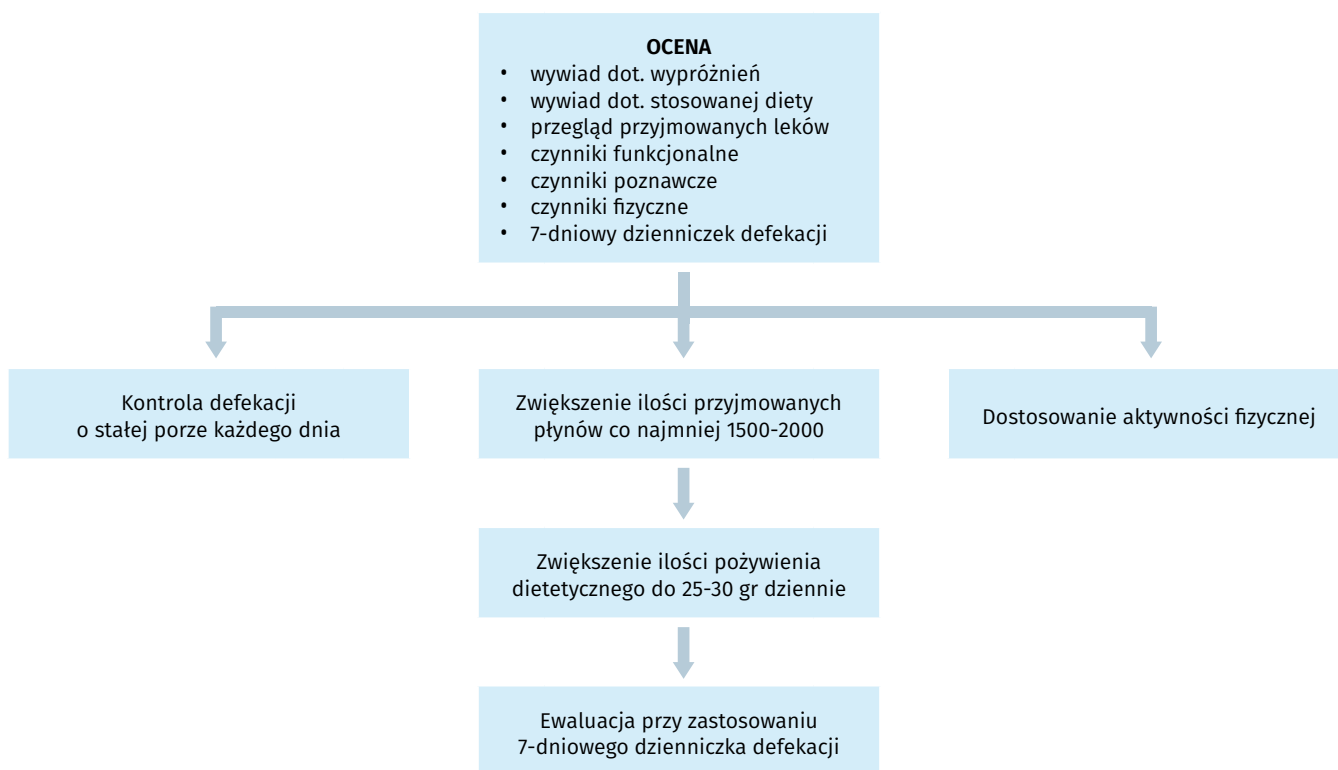 OCENA
• wywiad dot. wypróżnień
• wywiad dot. stosowanej diety
• przegląd przyjmowanych leków
• czynniki funkcjonalne
• czynniki poznawcze
• czynniki fizyczne
• 7-dniowy dzienniczek defekacji
Kontrola defekacji
o stałej porze każdego dnia
Zwiększenie ilości przyjmowanych
płynów co najmniej 1500-2000
Dostosowanie aktywności fizycznej
Zwiększenie ilości pożywienia
dietetycznego do 25-30 gr dziennie
Ewaluacja przy zastosowaniu
7-dniowego dzienniczka defekacji